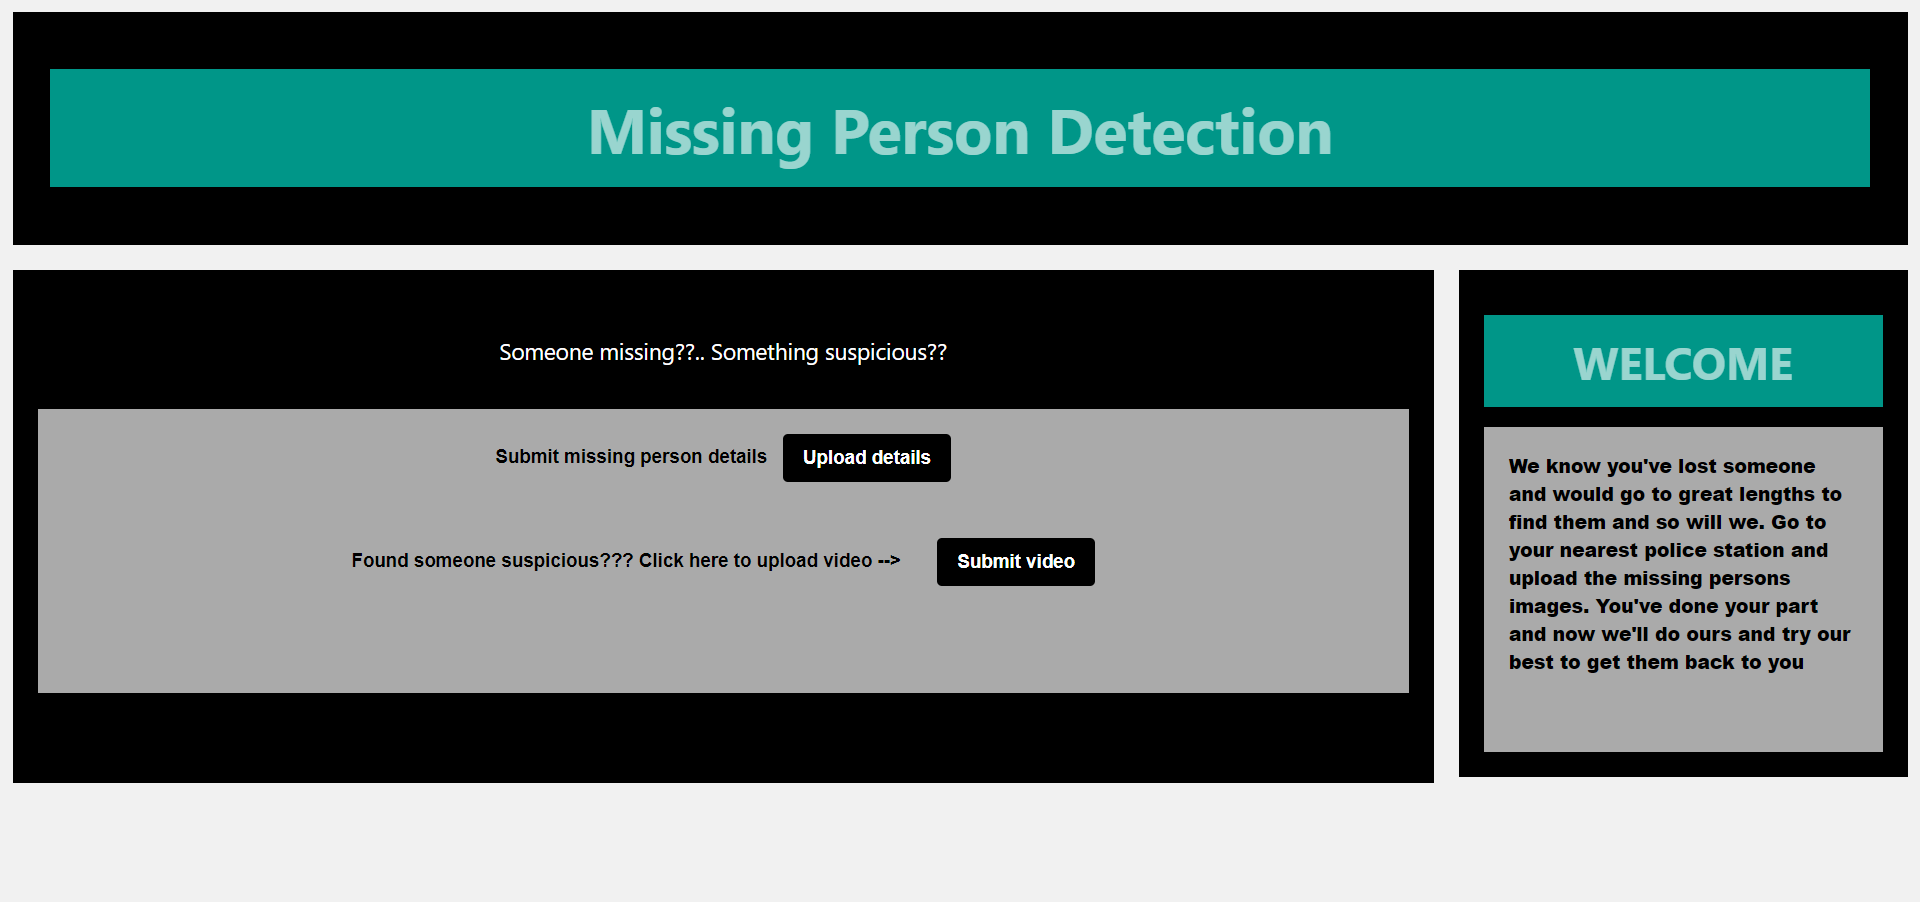 Missing Person Detection
Someone missing??.. Something suspicious??
Submit missing person details Upload details
Found someone suspicious??? Click here to upload video --> Submit video
WELCOME
We know you've lost someone
and would go to great lengths to
find them and so will we. Go to
your nearest police station and
upload the missing persons
images. You've done your part
and now we'll do ours and try our
best to get them back to you